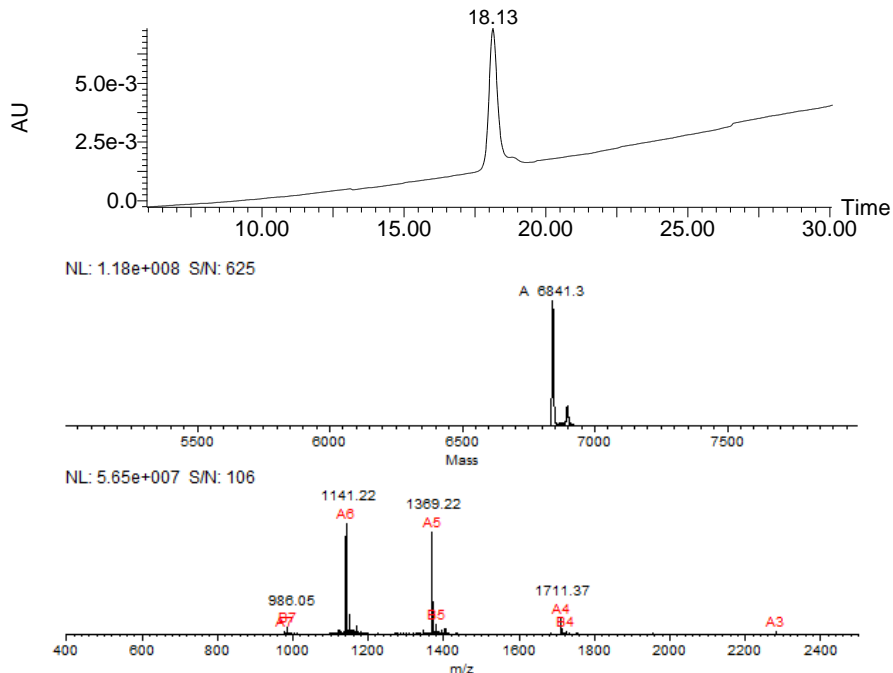 18.13
AU
5.0e-3
2.5e-3
0.0
10.00 15.00 20.00 25.00 30.00
Time
NL: 1.18e+008 S/N: 625
A 6841.3
5500 6000 6500 7000 7500
Mass
NL: 5.65e+007 S/N: 106
1141.22
A6
1369.22
A5
1711.37
A4
986.05
B5
B4
A3
400 600 800 1000 1200 1400 1600 1800 2000 2200 2400
m/z